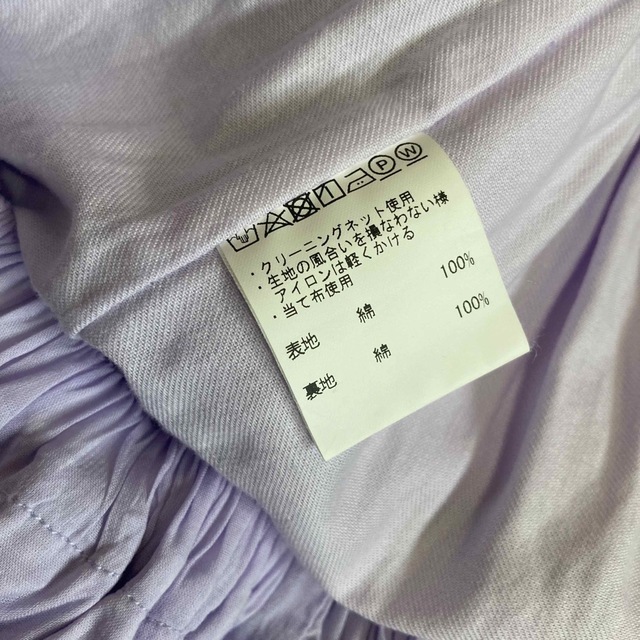 P W
・クリーニングネット使用
・生地の風合いを損なわない様
アイロンは軽くかける
・当て布使用
表地 綿 100%
裏地 綿 100%